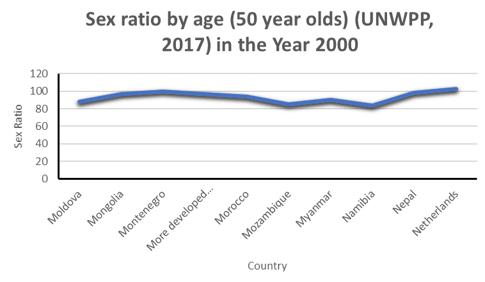 Sex ratio by age (50 year olds) (UNWPP,
2017) in the Year 2000
120
100
80
60
40
20
0
Sex Ratio
Moldova
Mongolia
Montenegro
More developed…
Morocco
Mozambique
Myanmar
Namibia
Nepal
Netherlands
Country